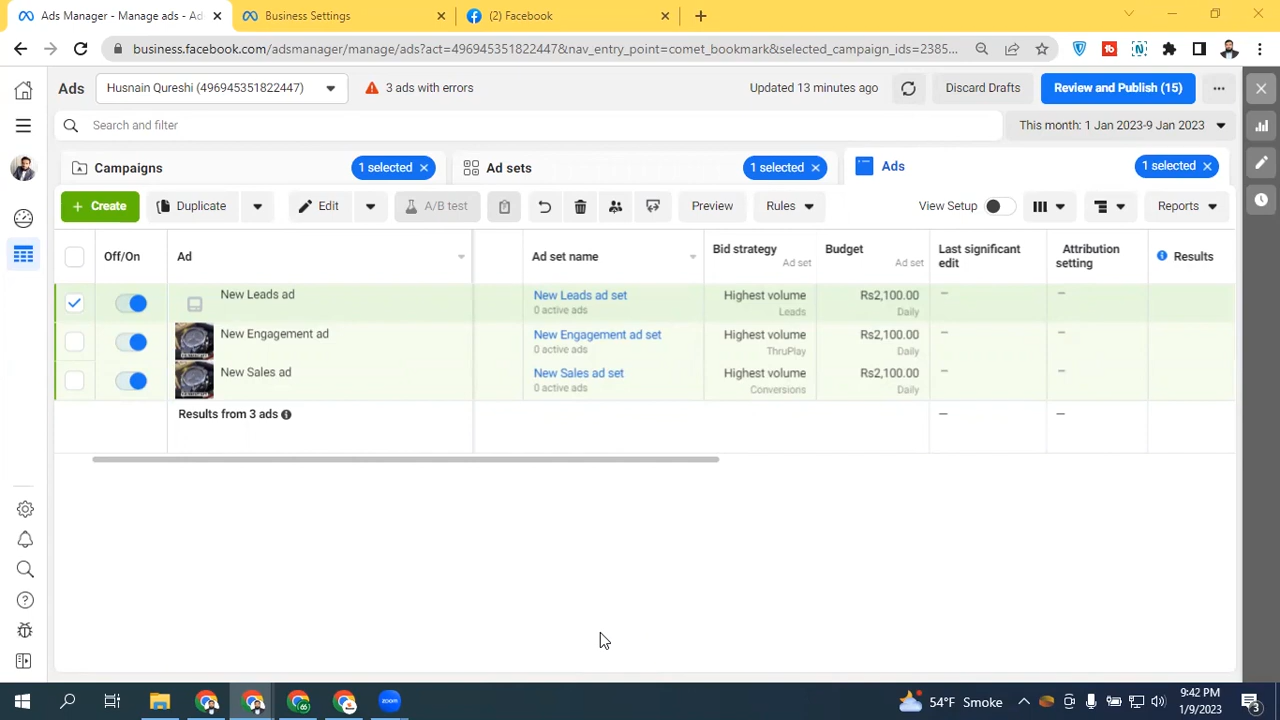 Ads Manager - Manage ads - Ad
Business Settings
(2) Facebook
business.facebook.com/adsmanager/manage/ads?act=496945351822447&nav_entry_point=comet_bookmark&selected_campaign_ids=2385...
Ads
Husnain Qureshi (496945351822447)
3 ads with errors
Updated 13 minutes ago
Discard Drafts
Review and Publish (15)
Search and filter
This month: 1 Jan 2023-9 Jan 2023
Campaigns
1 selected
Ad sets
1 selected
Ads
1 selected
+ Create
Duplicate
Edit
A/B test
Preview
Rules
View Setup
Reports
Off/On
Ad
Ad set name
Bid strategy
Ad set
Budget
Ad set
Last significant edit
Attribution setting
Results
New Leads ad
New Leads ad set
0 active ads
Highest volume
Leads
Rs2,100.00
Daily
—
—
New Engagement ad
New Engagement ad set
0 active ads
Highest volume
ThruPlay
Rs2,100.00
Daily
—
—
New Sales ad
New Sales ad set
0 active ads
Highest volume
Conversions
Rs2,100.00
Daily
—
—
Results from 3 ads
—
—
zoom
54°F Smoke
9:42 PM
1/9/2023
3